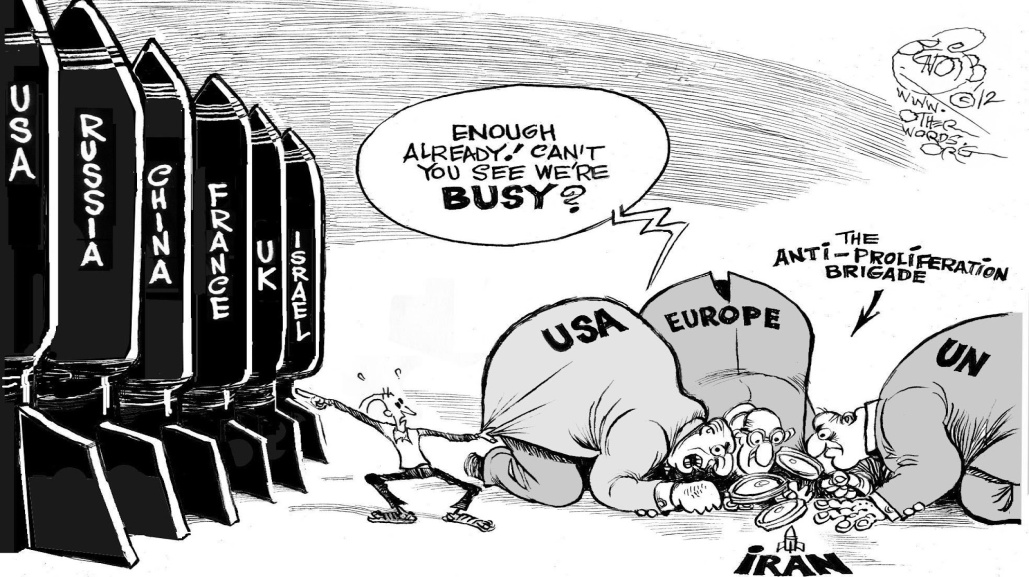 USA
RUSSIA
CHINA
FRANCE
UK
ISRAEL
ENOUGH
ALREADY! CAN'T
YOU SEE WE'RE
BUSY?
USA
EUROPE
THE
ANTI-PROLIFERATION
BRIGADE
UN
IRAN
©12
WWW.
OTHER
WORDS.
ORG